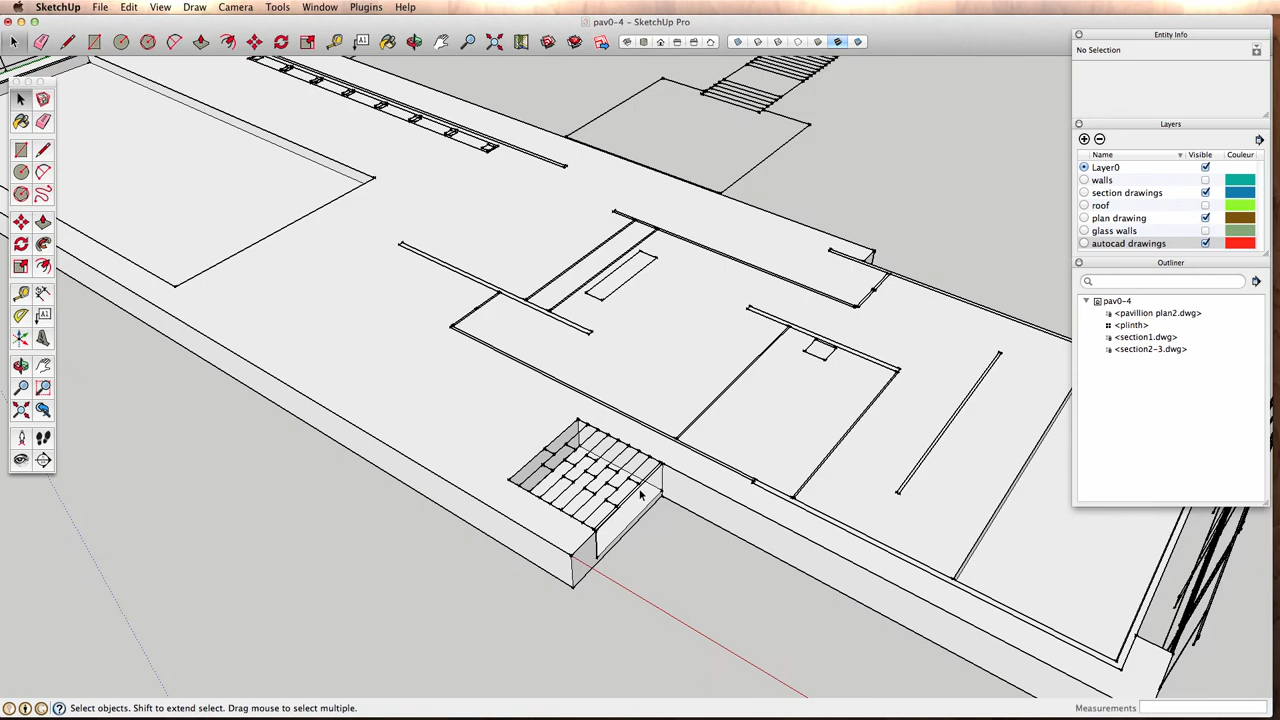 SketchUp File Edit View Draw Camera Tools Window Plugins Help
pav0-4 – SketchUp Pro
Entity Info
No Selection
Layers
Name Visible Couleur
Layer0
walls
section drawings
roof
plan drawing
glass walls
autocad drawings
Outliner
pav0-4
<pavillion plan2.dwg>
<plinth>
<section1.dwg>
<section2-3.dwg>
Select objects. Shift to extend select. Drag mouse to select multiple.
Measurements